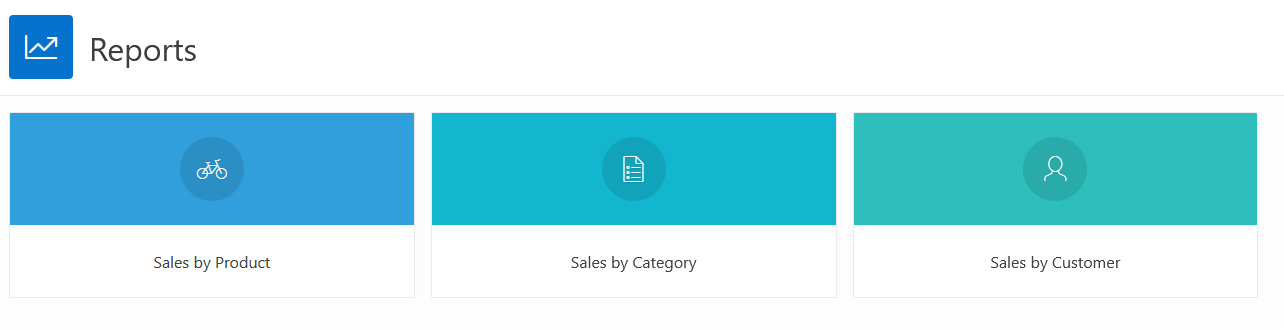 Reports
Sales by Product
Sales by Category
Sales by Customer